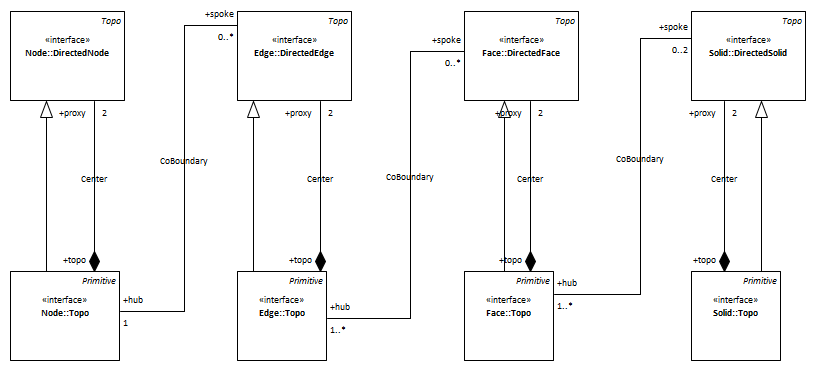 Topo
«interface»
Node::DirectedNode
+spoke
0..*
Topo
«interface»
Edge::DirectedEdge
+spoke
0..*
Topo
«interface»
Face::DirectedFace
+spoke
0..2
Topo
«interface»
Solid::DirectedSolid
+proxy 2
+proxy 2
+proxy 2
+proxy 2
CoBoundary
CoBoundary
CoBoundary
Center
Center
Center
Center
+topo
+topo
+topo
+topo
Primitive
«interface»
Node::Topo
+hub
1
Primitive
«interface»
Edge::Topo
+hub
1..*
Primitive
«interface»
Face::Topo
+hub
1..*
Primitive
«interface»
Solid::Topo